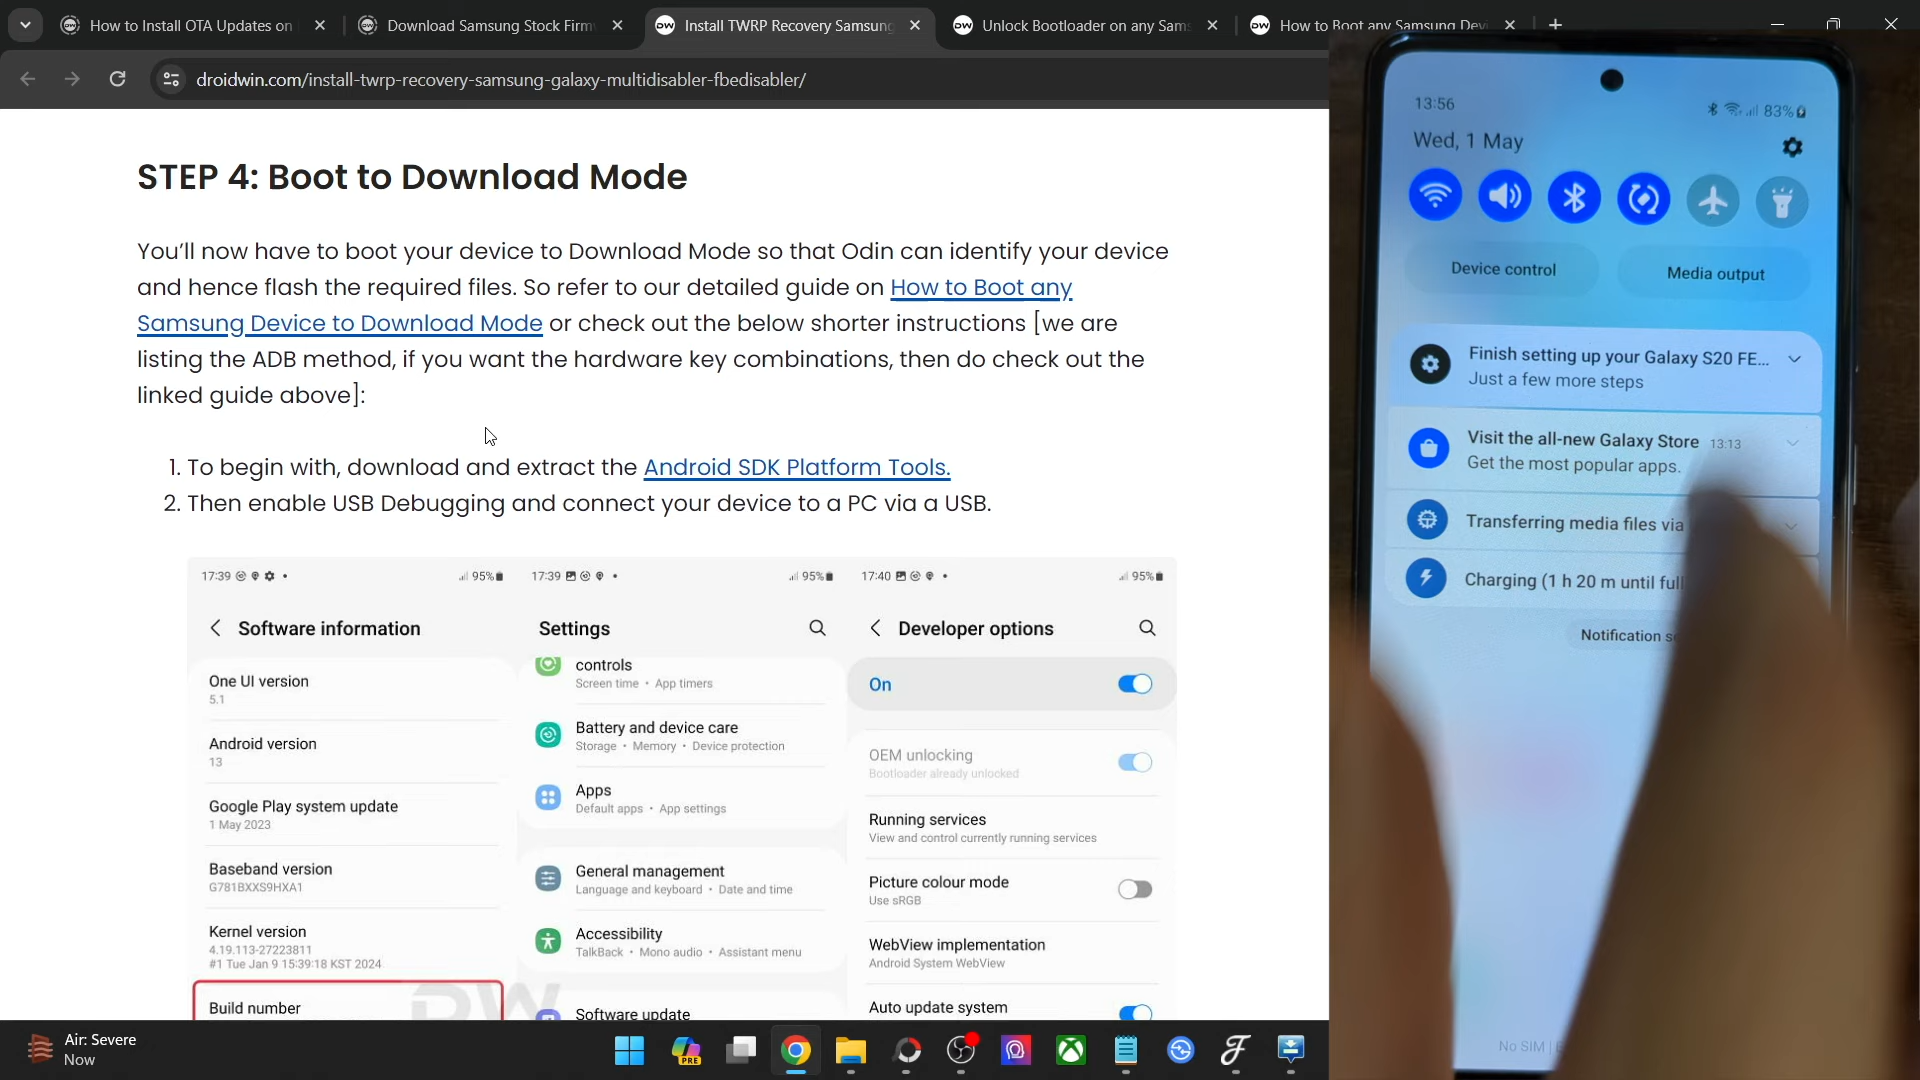 How to Install OTA Updates on
Download Samsung Stock Firm
Install TWRP Recovery Samsung
Unlock Bootloader on any Sams
How to Boot any Samsung Dev
droidwin.com/install-twrp-recovery-samsung-galaxy-multidisabler-fbedisabler/
STEP 4: Boot to Download Mode
You’ll now have to boot your device to Download Mode so that Odin can identify your device
and hence flash the required files. So refer to our detailed guide on How to Boot any
Samsung Device to Download Mode or check out the below shorter instructions [we are
listing the ADB method, if you want the hardware key combinations, then do check out the
linked guide above]:
1. To begin with, download and extract the Android SDK Platform Tools.
2. Then enable USB Debugging and connect your device to a PC via a USB.
17:39
95%
Software information
One UI version
5.1
Android version
13
Google Play system update
1 May 2023
Baseband version
G781BXXS9HXA1
Kernel version
4.19.113-27223811
#1 Tue Jan 9 15:39:18 KST 2024
Build number
DW
17:39
95%
Settings
controls
Screen time • App timers
Battery and device care
Storage • Memory • Device protection
Apps
Default apps • App settings
General management
Language and keyboard • Date and time
Accessibility
TalkBack • Mono audio • Assistant menu
Software update
17:40
95%
Developer options
On
OEM unlocking
Bootloader already unlocked
Running services
View and control currently running services
Picture colour mode
Use sRGB
WebView implementation
Android System WebView
Auto update system
Air: Severe
Now
PRE
13:56
83%
Wed, 1 May
Device control
Media output
Finish setting up your Galaxy S20 FE...
Just a few more steps
Visit the all-new Galaxy Store 13:13
Get the most popular apps.
Transferring media files via
Charging (1 h 20 m until full
Notification se
No SIM